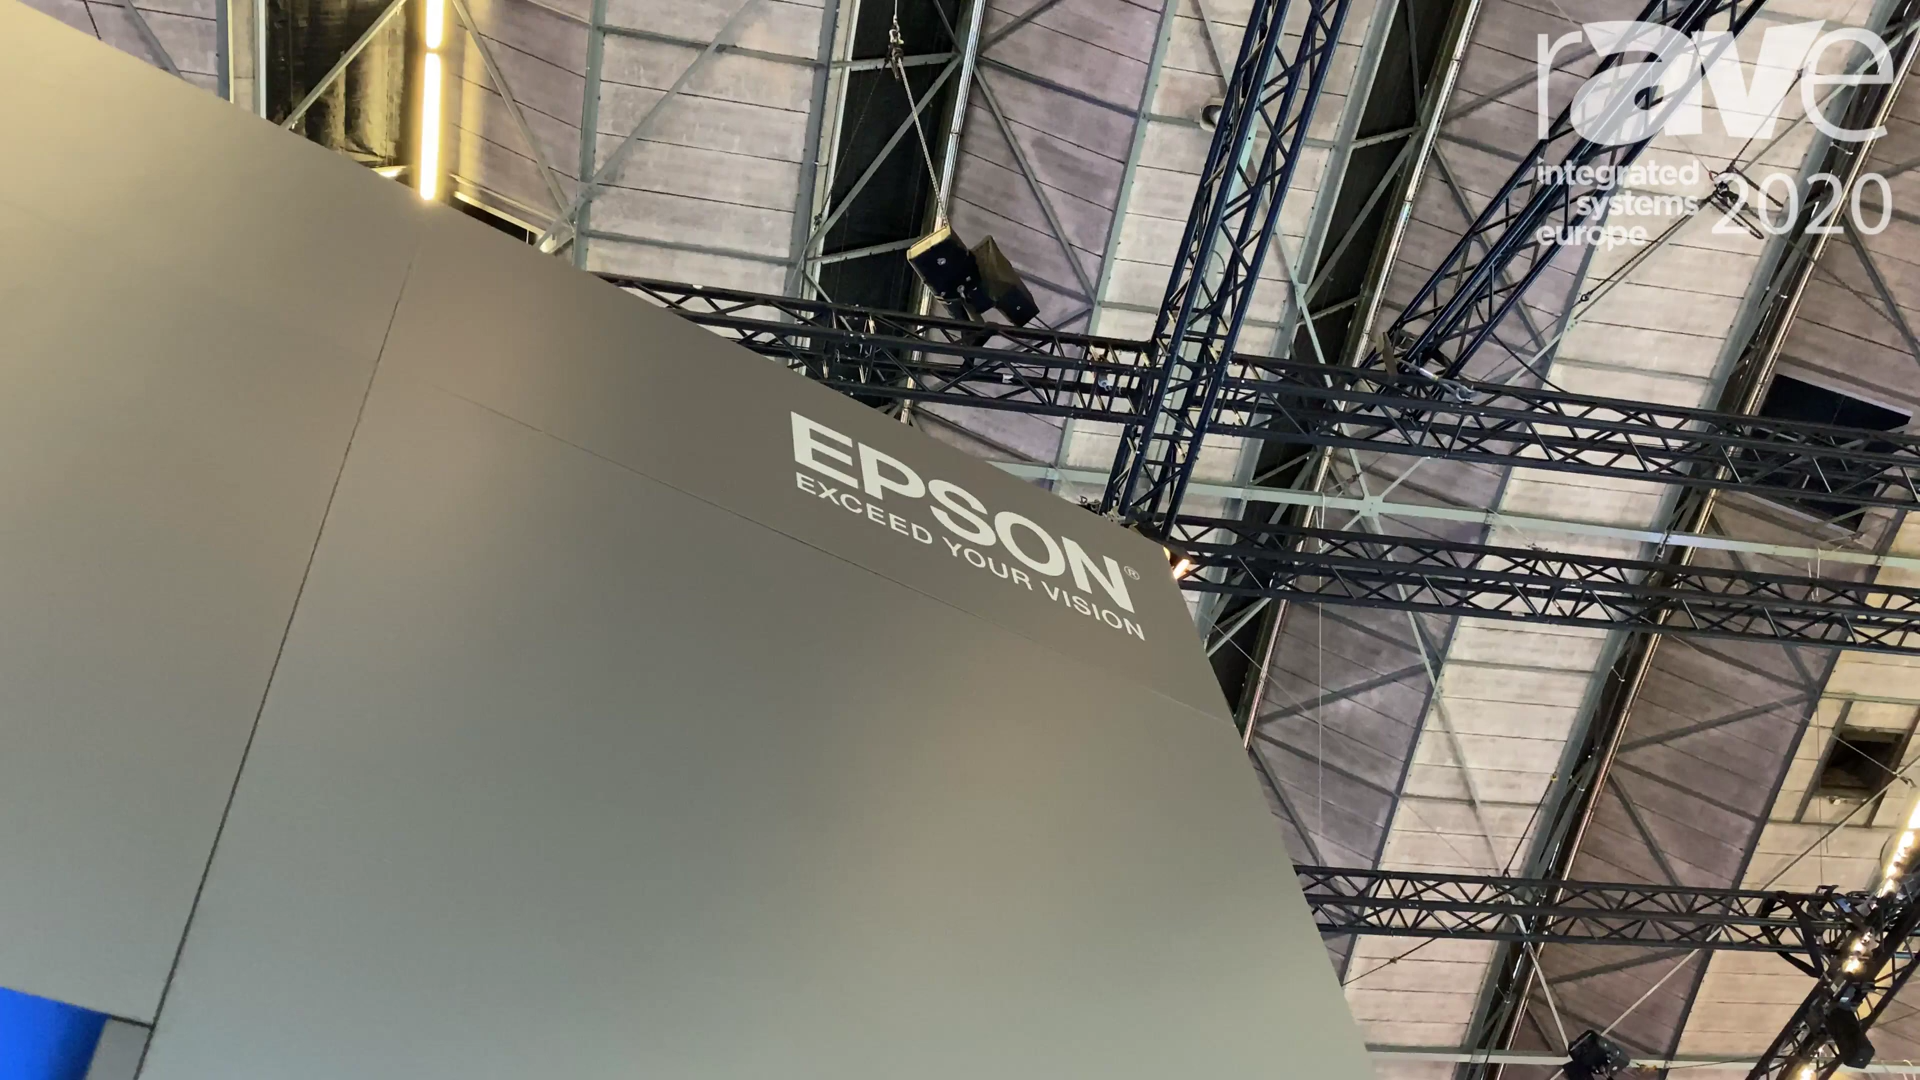 rave
integrated
systems
europe
2020
EPSON®
EXCEED YOUR VISION